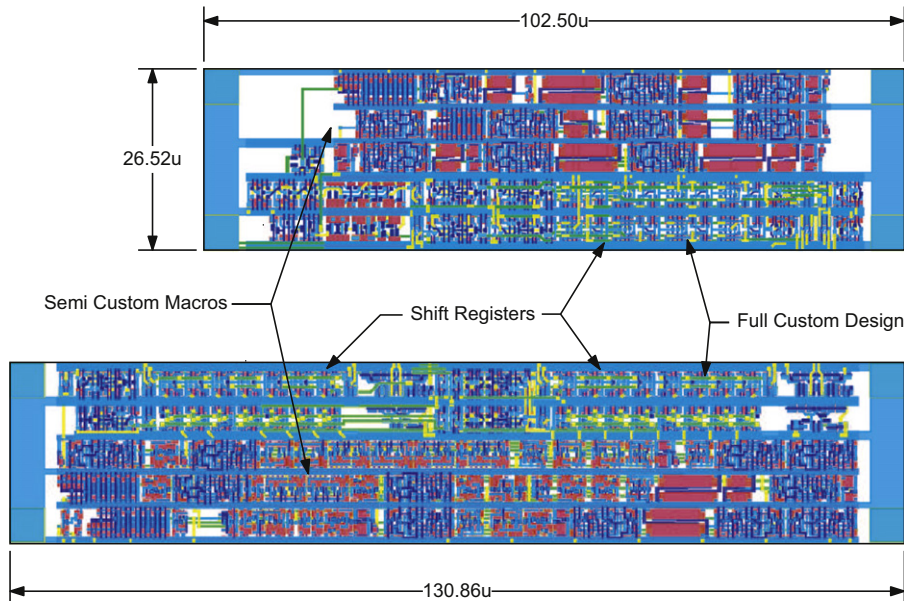 102.50u
26.52u
Semi Custom Macros
Shift Registers
Full Custom Design
130.86u